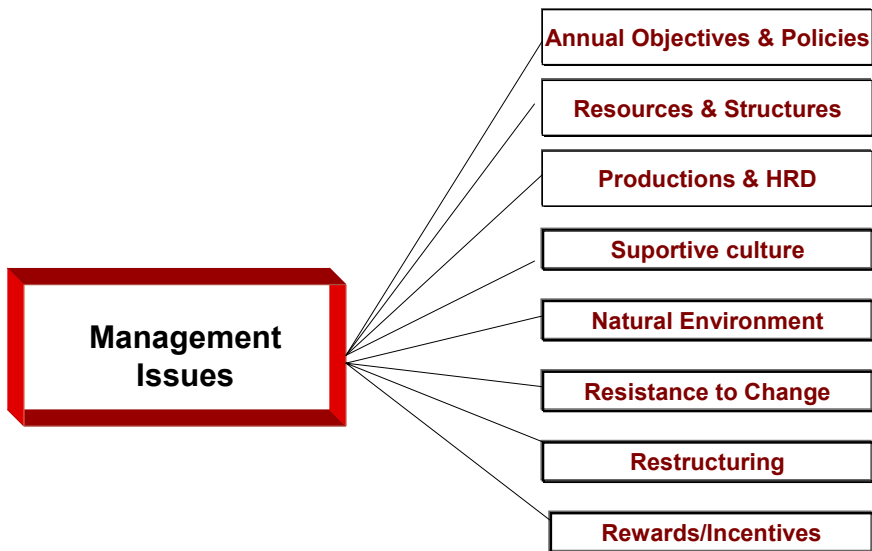 Management
Issues
Annual Objectives & Policies
Resources & Structures
Productions & HRD
Suportive culture
Natural Environment
Resistance to Change
Restructuring
Rewards/Incentives